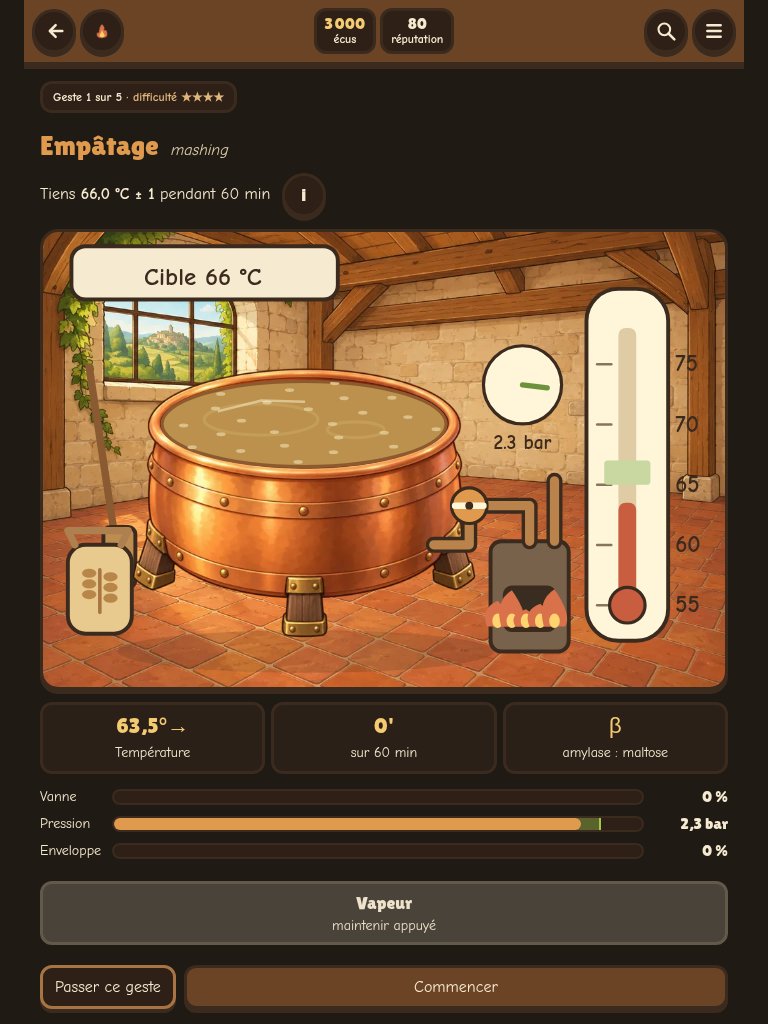 3 000
écus
80
réputation
Geste 1 sur 5 · difficulté ★★★★
Empâtage mashing
Tiens 66,0 °C ± 1 pendant 60 min i
Cible 66 °C
75
70
65
60
55
2.3 bar
63,5° →
Température
0'
sur 60 min
β
amylase : maltose
Vanne 0 %
Pression 2,3 bar
Enveloppe 0 %
Vapeur
maintenir appuyé
Passer ce geste
Commencer